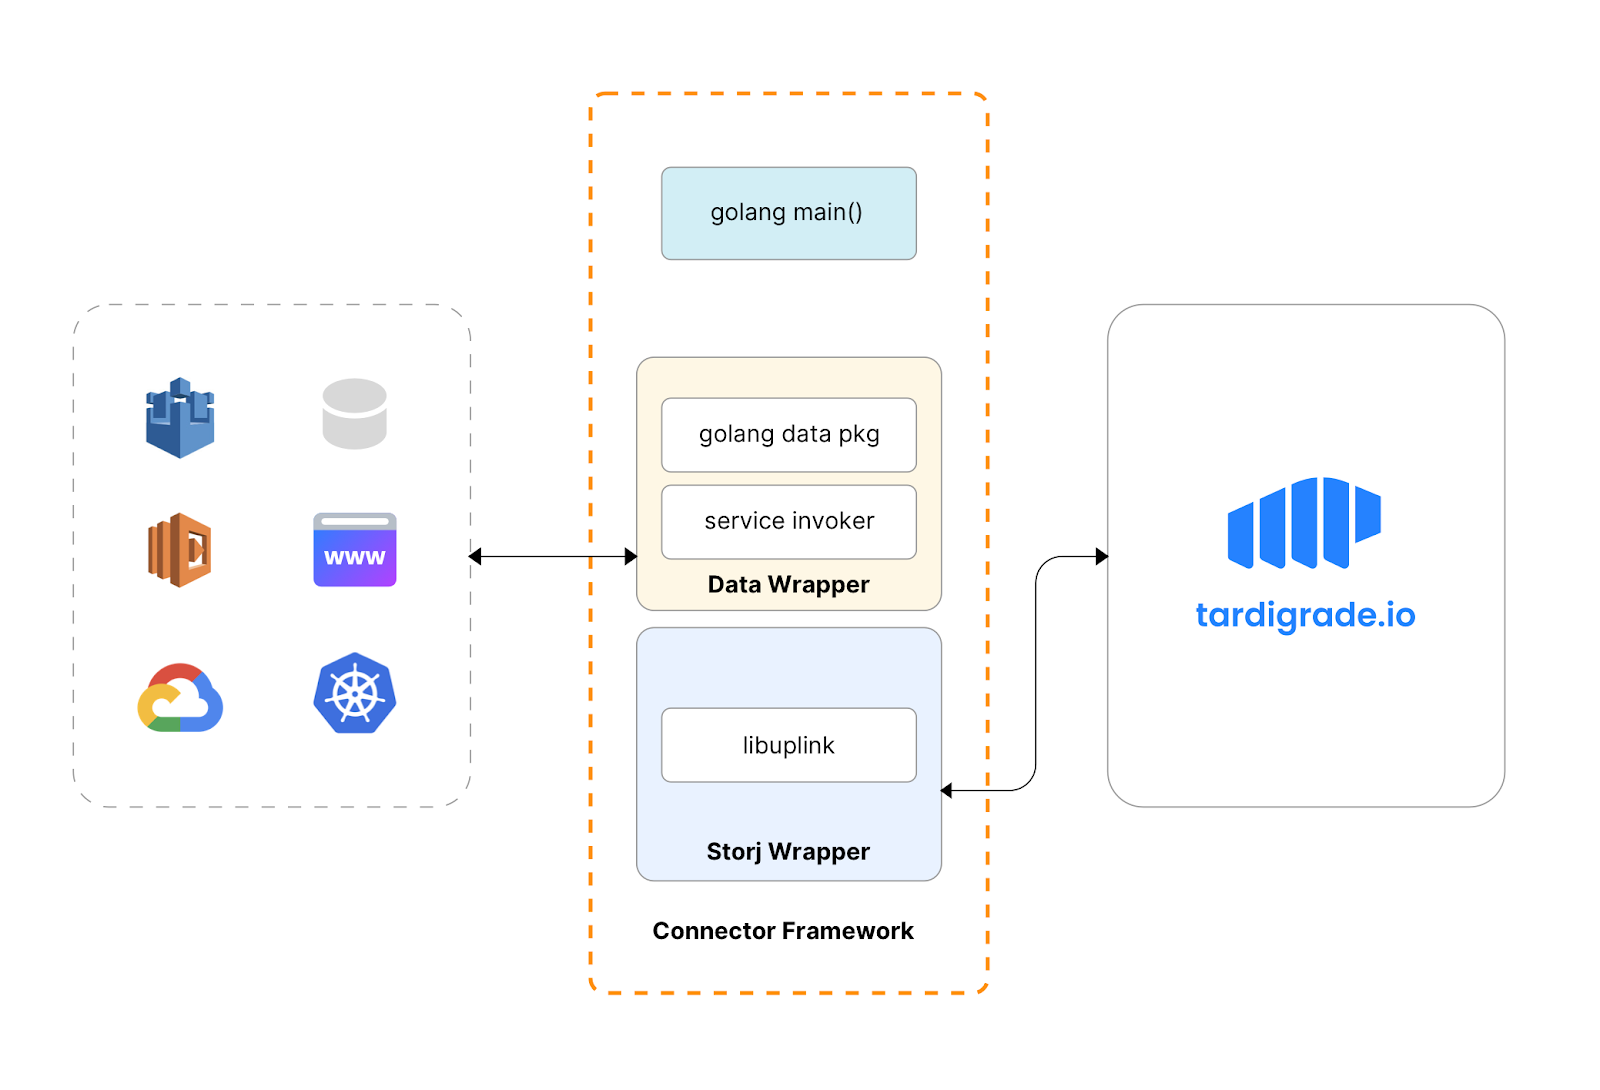 golang main()
golang data pkg
service invoker
Data Wrapper
libuplink
Storj Wrapper
Connector Framework
www
tardigrade.io